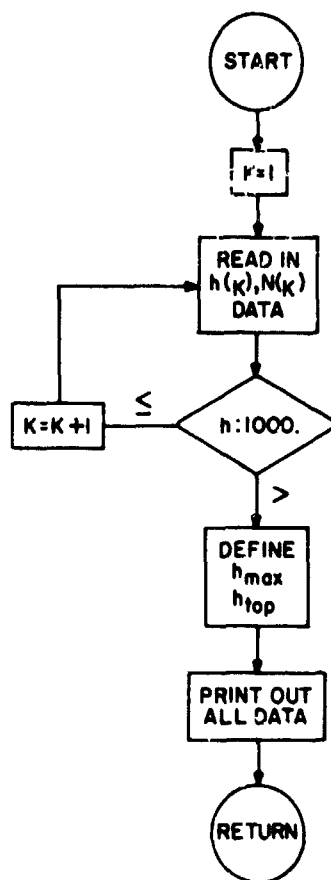 START
K=1
READ IN
h(K),N(K)
DATA
≤
K=K+1
h:1000.
>
DEFINE
hmax
htop
PRINT OUT
ALL DATA
RETURN